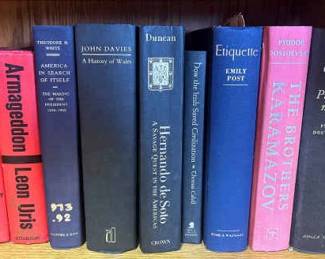 Armageddon
Leon Uris
THEODORE H.
WHITE
AMERICA
IN SEARCH
OF ITSELF
THE MAKING OF THE
PRESIDENT
1956-1980
973
.92
JOHN DAVIES
A History of Wales
Duncan
Hernando de Soto
A SAVAGE QUEST IN THE AMERICAS
CROWN
How the Irish Saved Civilization
Thomas Cahill
Etiquette
EMILY
POST
FUNK & WAGNALLS
FYODOR
DOSTOEVSKY
THE BROTHERS
KARAMAZOV